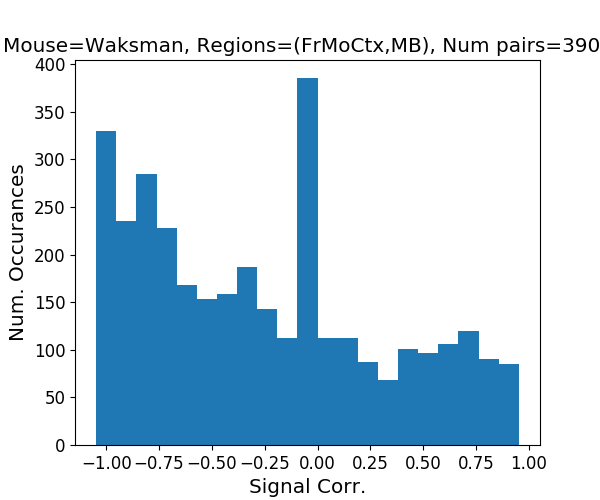 Mouse=Waksman, Regions=(FrMoCtx,MB), Num pairs=390
400
350
300
250
200
150
100
50
0
Num. Occurances
−1.00 −0.75 −0.50 −0.25 0.00 0.25 0.50 0.75 1.00
Signal Corr.